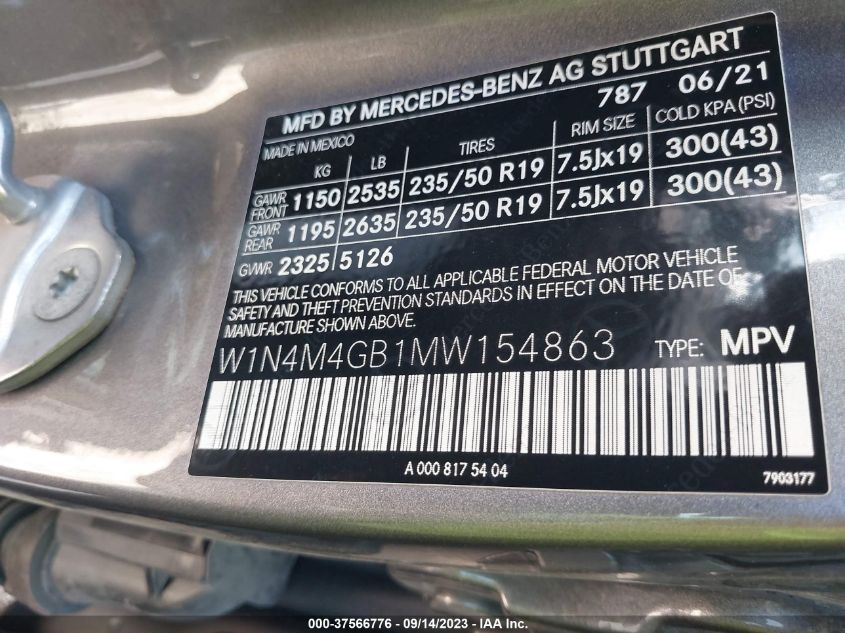 MFD BY MERCEDES-BENZ AG STUTTGART
787 06/21
MADE IN MEXICO
KG LB TIRES RIM SIZE COLD KPA (PSI)
GAWR FRONT 1150 2535 235/50 R19 7.5Jx19 300(43)
GAWR REAR 1195 2635 235/50 R19 7.5Jx19 300(43)
GVWR 2325 5126
THIS VEHICLE CONFORMS TO ALL APPLICABLE FEDERAL MOTOR VEHICLE
SAFETY AND THEFT PREVENTION STANDARDS IN EFFECT ON THE DATE OF
MANUFACTURE SHOWN ABOVE.
W1N4M4GB1MW154863 TYPE: MPV
A 000 817 54 04
7903177
000-37566776 - 09/14/2023 - IAA Inc.